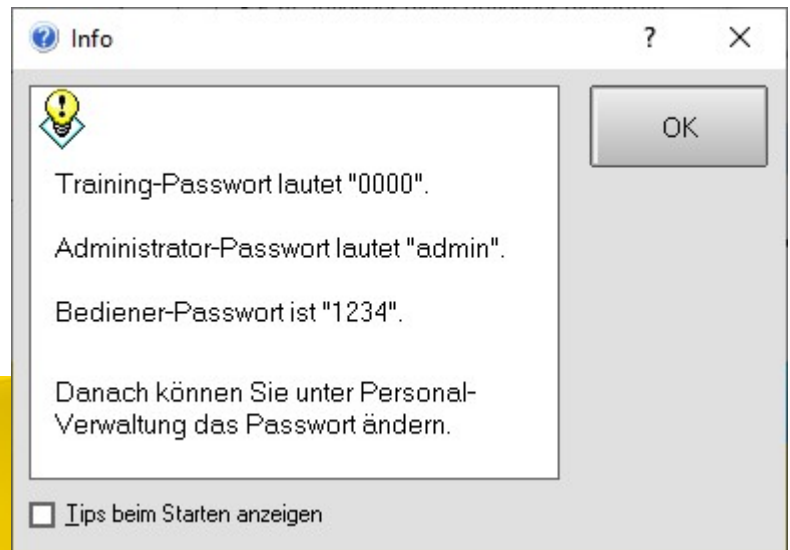 Info
?
OK
Training-Passwort lautet "0000".
Administrator-Passwort lautet "admin".
Bediener-Passwort ist "1234".
Danach können Sie unter Personal-
Verwaltung das Passwort ändern.
Tips beim Starten anzeigen